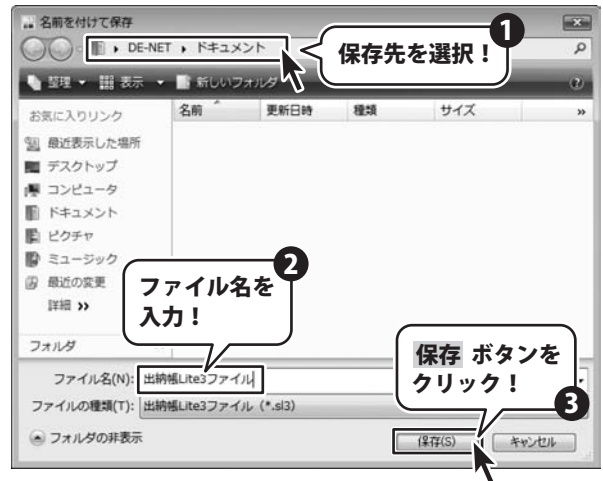 名前を付けて保存
DE-NET ▸ ドキュメント
1
保存先を選択！
整理 表示 新しいフォルダ
名前 更新日時 種類 サイズ »
お気に入りリンク
最近表示した場所
デスクトップ
コンピュータ
ドキュメント
ピクチャ
ミュージック
最近の変更
詳細 »
フォルダ
2
ファイル名を
入力！
ファイル名(N): 出納帳Lite3ファイル
ファイルの種類(T): 出納帳Lite3ファイル (*.sl3)
保存 ボタンを
クリック！
3
フォルダの非表示
保存(S) キャンセル